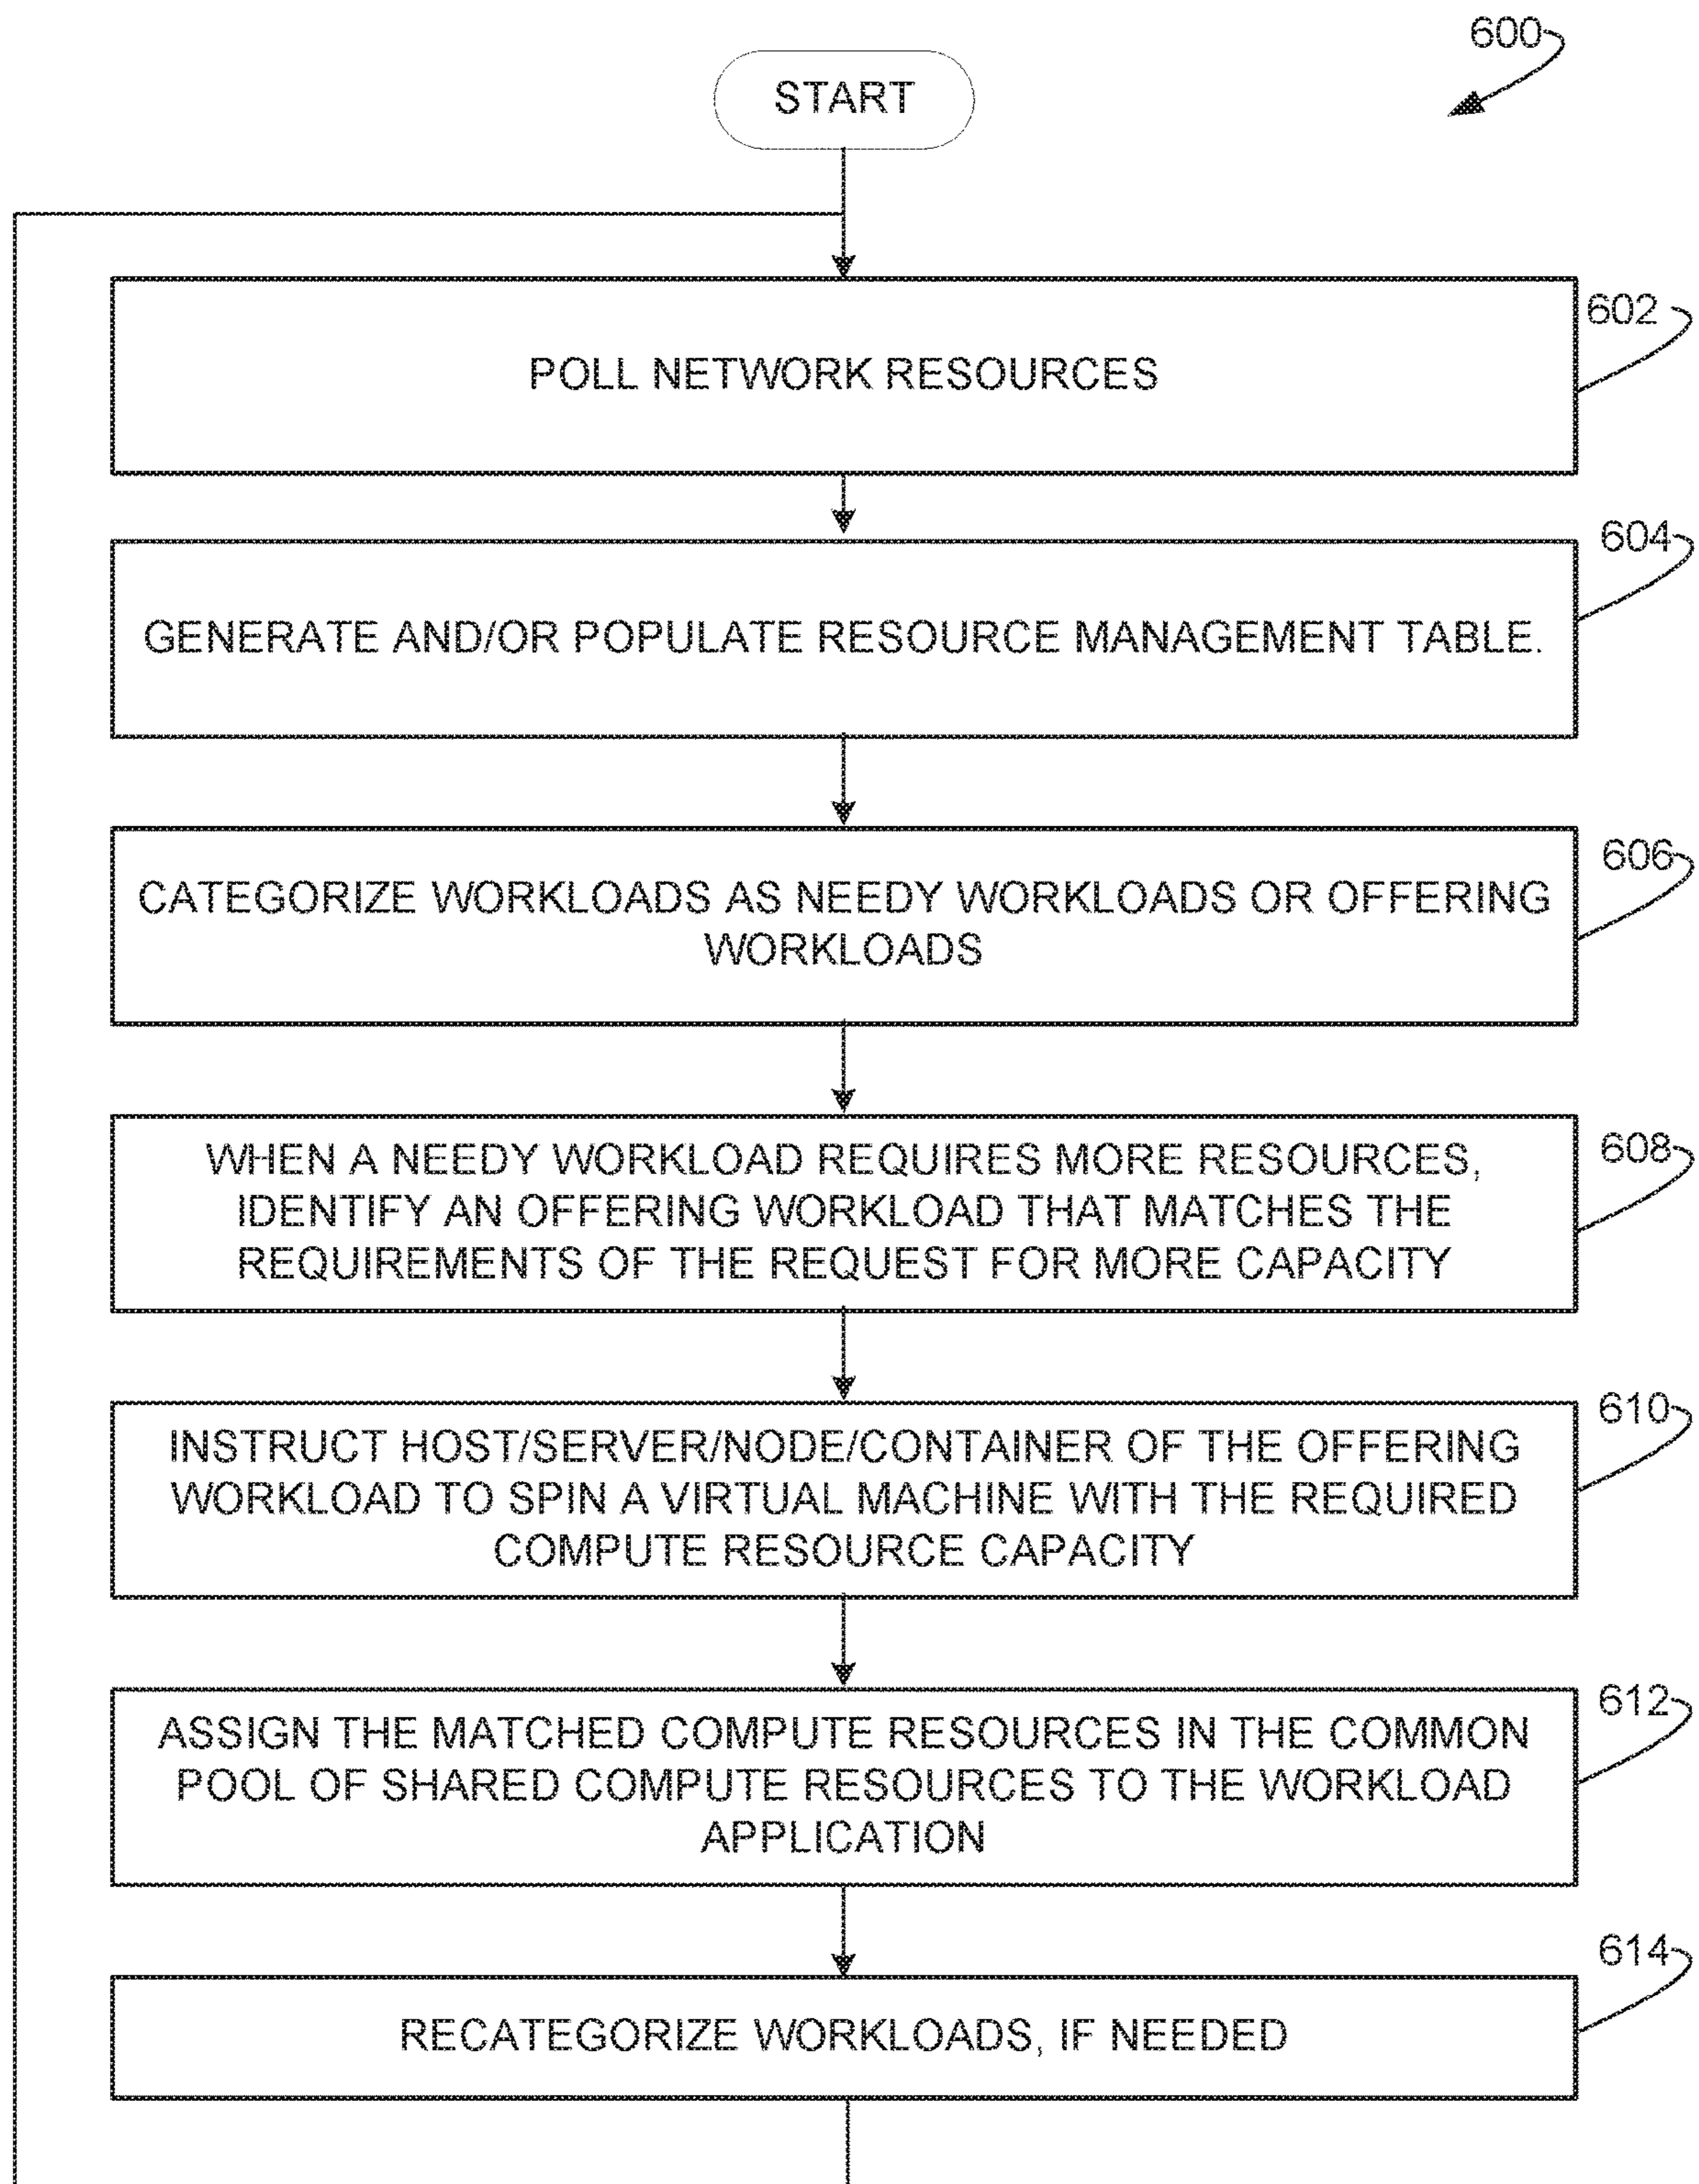 600
START
602
POLL NETWORK RESOURCES
604
GENERATE AND/OR POPULATE RESOURCE MANAGEMENT TABLE.
606
CATEGORIZE WORKLOADS AS NEEDY WORKLOADS OR OFFERING
WORKLOADS
608
WHEN A NEEDY WORKLOAD REQUIRES MORE RESOURCES,
IDENTIFY AN OFFERING WORKLOAD THAT MATCHES THE
REQUIREMENTS OF THE REQUEST FOR MORE CAPACITY
610
INSTRUCT HOST/SERVER/NODE/CONTAINER OF THE OFFERING
WORKLOAD TO SPIN A VIRTUAL MACHINE WITH THE REQUIRED
COMPUTE RESOURCE CAPACITY
612
ASSIGN THE MATCHED COMPUTE RESOURCES IN THE COMMON
POOL OF SHARED COMPUTE RESOURCES TO THE WORKLOAD
APPLICATION
614
RECATEGORIZE WORKLOADS, IF NEEDED